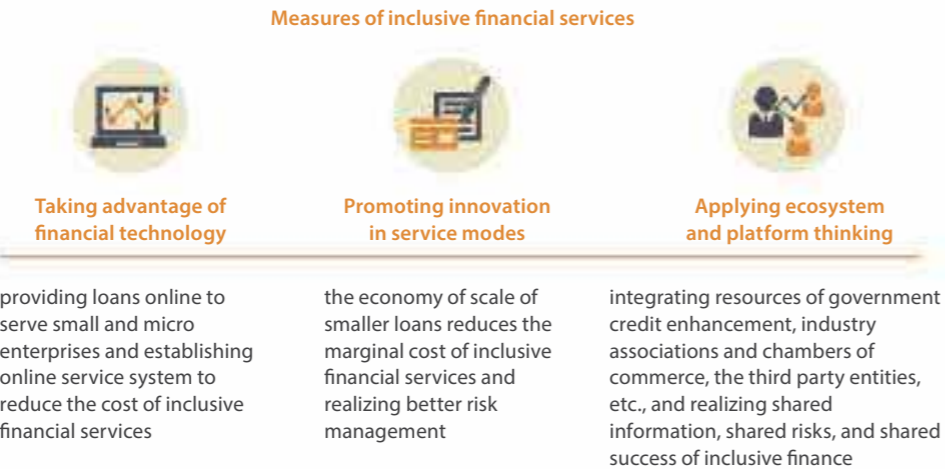 Measures of inclusive financial services
Taking advantage of
financial technology
providing loans online to
serve small and micro
enterprises and establishing
online service system to
reduce the cost of inclusive
financial services
Promoting innovation
in service modes
the economy of scale of
smaller loans reduces the
marginal cost of inclusive
financial services and
realizing better risk
management
Applying ecosystem
and platform thinking
integrating resources of government
credit enhancement, industry
associations and chambers of
commerce, the third party entities,
etc., and realizing shared
information, shared risks, and shared
success of inclusive finance